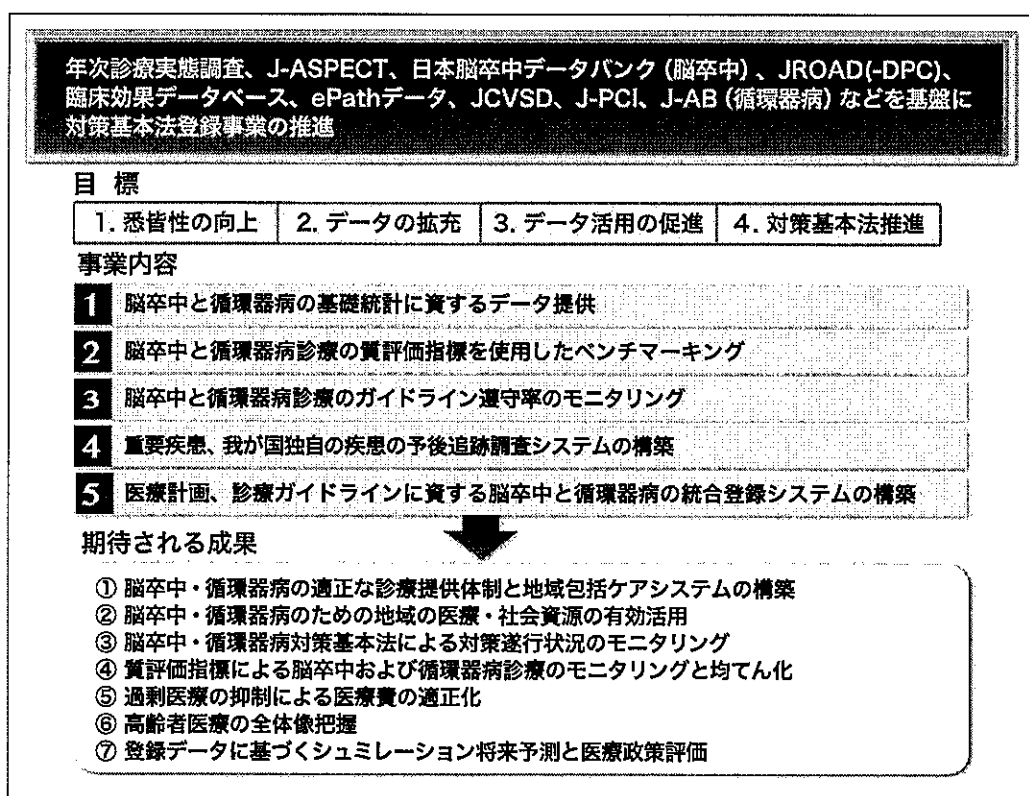 年次診療実態調査、J-ASPECT、日本脳卒中データバンク（脳卒中）、JROAD(-DPC)、
臨床効果データベース、ePathデータ、JCVSD、J-PCI、J-AB（循環器病）などを基盤に
対策基本法登録事業の推進
目 標
1. 悉皆性の向上 2. データの拡充 3. データ活用の促進 4. 対策基本法推進
事業内容
1 脳卒中と循環器病の基礎統計に資するデータ提供
2 脳卒中と循環器病診療の質評価指標を使用したベンチマーキング
3 脳卒中と循環器病診療のガイドライン遵守率のモニタリング
4 重要疾患、我が国独自の疾患の予後追跡調査システムの構築
5 医療計画、診療ガイドラインに資する脳卒中と循環器病の統合登録システムの構築
期待される成果
① 脳卒中・循環器病の適正な診療提供体制と地域包括ケアシステムの構築
② 脳卒中・循環器病のための地域の医療・社会資源の有効活用
③ 脳卒中・循環器病対策基本法による対策遂行状況のモニタリング
④ 質評価指標による脳卒中および循環器病診療のモニタリングと均てん化
⑤ 過剰医療の抑制による医療費の適正化
⑥ 高齢者医療の全体像把握
⑦ 登録データに基づくシュミレーション将来予測と医療政策評価